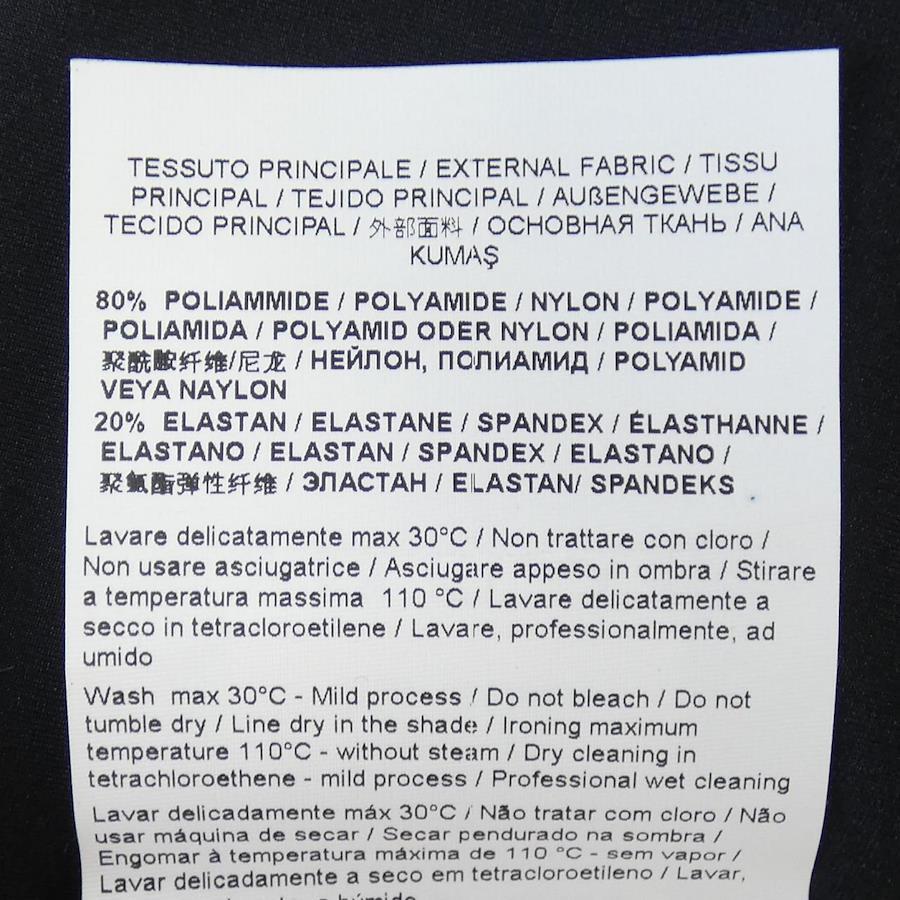 TESSUTO PRINCIPALE / EXTERNAL FABRIC / TISSU
PRINCIPAL / TEJIDO PRINCIPAL / AUßENGEWEBE /
TECIDO PRINCIPAL / 外部面料 / ОСНОВНАЯ ТКАНЬ / ANA
KUMAŞ
80% POLIAMMIDE / POLYAMIDE / NYLON / POLYAMIDE /
POLIAMIDA / POLYAMID ODER NYLON / POLIAMIDA /
聚酰胺纤维/尼龙 / НЕЙЛОН, ПОЛИАМИД / POLYAMID
VEYA NAYLON
20% ELASTAN / ELASTANE / SPANDEX / ÉLASTHANNE /
ELASTANO / ELASTAN / SPANDEX / ELASTANO /
聚氨酯弹性纤维 / ЭЛАСТАН / ELASTAN/ SPANDEKS
Lavare delicatamente max 30°C / Non trattare con cloro /
Non usare asciugatrice / Asciugare appeso in ombra / Stirare
a temperatura massima 110 °C / Lavare delicatamente a
secco in tetracloroetilene / Lavare, professionalmente, ad
umido
Wash max 30°C - Mild process / Do not bleach / Do not
tumble dry / Line dry in the shade / Ironing maximum
temperature 110°C - without steam / Dry cleaning in
tetrachloroethene - mild process / Professional wet cleaning
Lavar delicadamente máx 30°C / Não tratar com cloro / Não
usar máquina de secar / Secar pendurado na sombra /
Engomar à temperatura máxima de 110 °C - sem vapor /
Lavar delicadamente a seco em tetracloroetileno / Lavar,